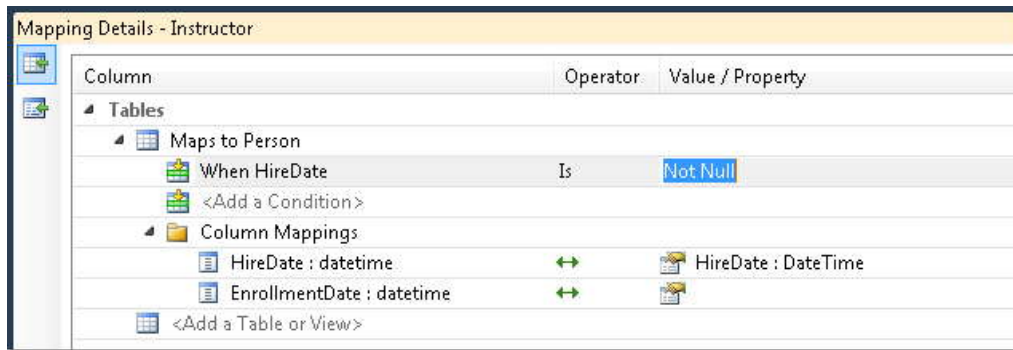 Mapping Details - Instructor
Column Operator Value / Property
Tables
Maps to Person
When HireDate Is Not Null
<Add a Condition>
Column Mappings
HireDate : datetime HireDate : DateTime
EnrollmentDate : datetime
<Add a Table or View>